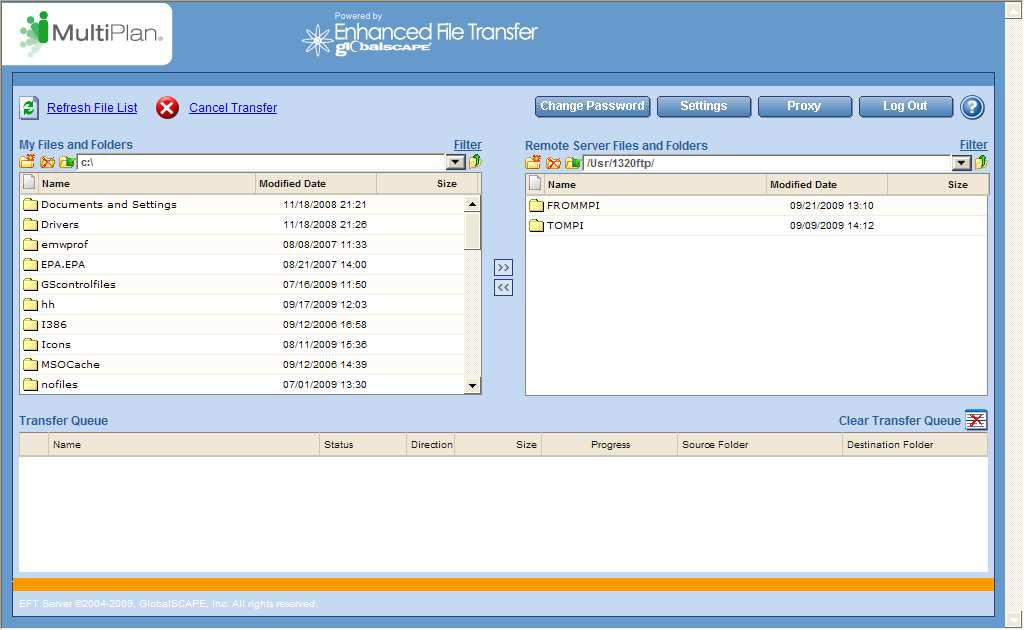 MultiPlan.
Powered by
Enhanced File Transfer
globalSCAPE
Refresh File List Cancel Transfer Change Password Settings Proxy Log Out ?
My Files and Folders Filter
c:\
Name Modified Date Size
Documents and Settings 11/18/2008 21:21
Drivers 11/18/2008 21:26
emwprof 08/08/2007 11:33
EPA.EPA 08/21/2007 14:00
GScontrolfiles 07/16/2009 11:50
hh 09/17/2009 12:03
I386 09/12/2006 16:58
Icons 08/11/2009 15:36
MSOCache 09/12/2006 14:39
nofiles 07/01/2009 13:30
>>
<<
Remote Server Files and Folders Filter
/Usr/1320ftp/
Name Modified Date Size
FROMMPI 09/21/2009 13:10
TOMPI 09/09/2009 14:12
Transfer Queue Clear Transfer Queue
Name Status Direction Size Progress Source Folder Destination Folder
EFT Server ©2004-2009, GlobalSCAPE, Inc. All rights reserved.